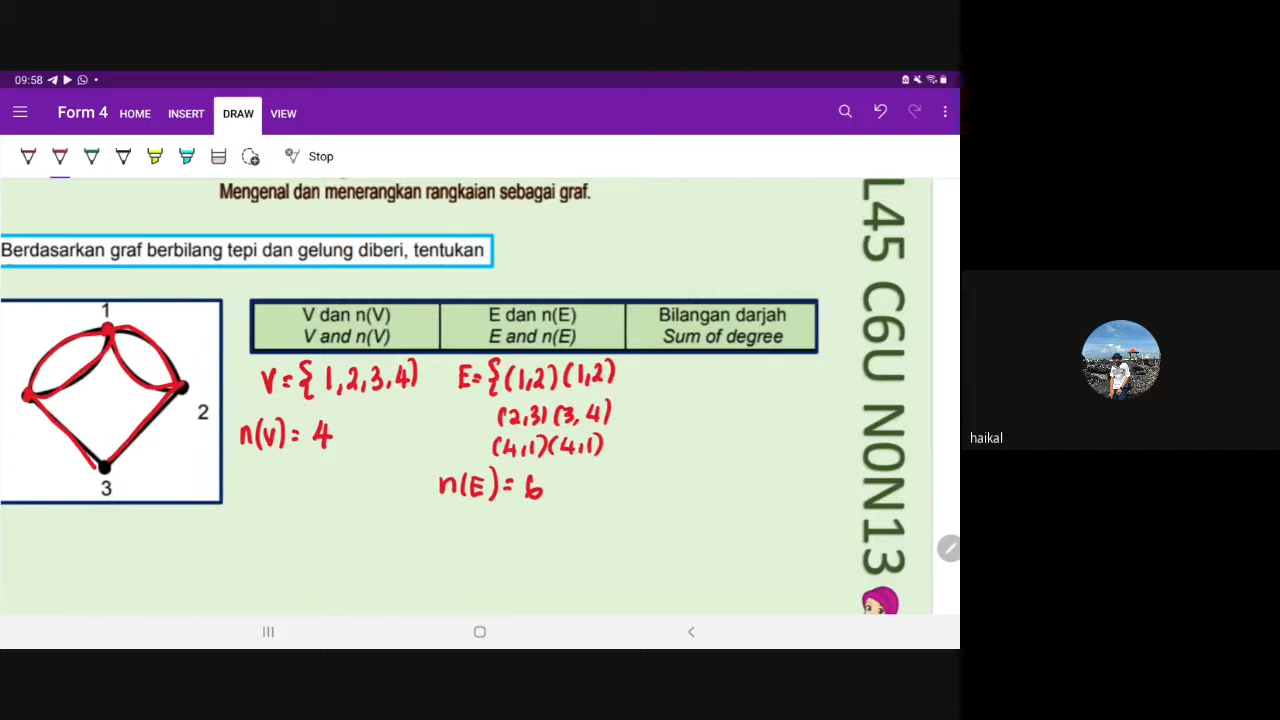 09:58
Form 4 HOME INSERT DRAW VIEW
Stop
Mengenal dan menerangkan rangkaian sebagai graf.
Berdasarkan graf berbilang tepi dan gelung diberi, tentukan
1
2
3
V dan n(V) E dan n(E) Bilangan darjah
V and n(V) E and n(E) Sum of degree
V={1,2,3,4) E={(1,2)(1,2)
(2,3)(3,4)
n(V)=4
(4,1)(4,1)
n(E)=6
L45 C6U N0N13
haikal